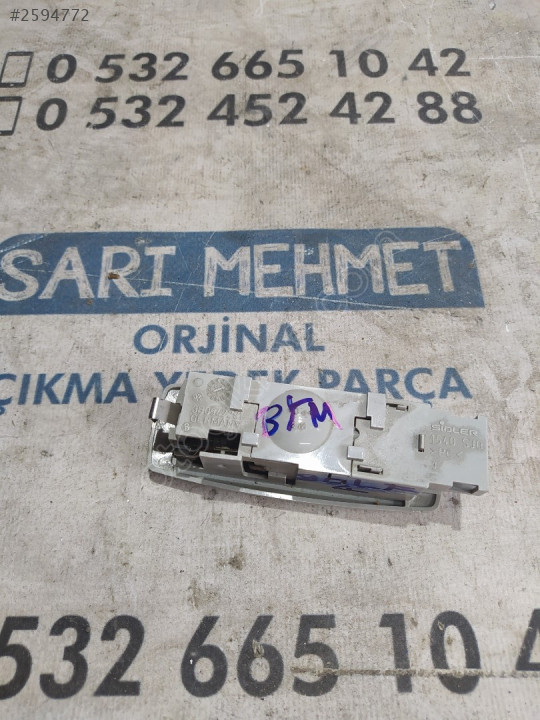 #2594772
0 532 665 10 42
0 532 452 42 88
SARI MEHMET
ORJİNAL
ÇIKMA YEDEK PARÇA
BYM
SIDLER
532 665 10 4